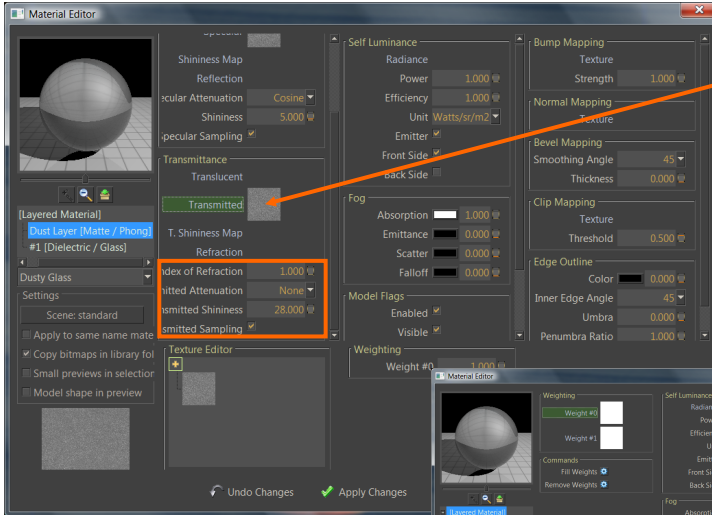 Material Editor
Shininess Map
Reflection
ecular Attenuation Cosine
Shininess 5.000
pecular Sampling
Transmittance
Translucent
Transmitted
T. Shininess Map
Refraction
ndex of Refraction 1.000
mitted Attenuation None
nsmitted Shininess 28.000
smitted Sampling
Self Luminance
Radiance
Power 1.000
Efficiency 1.000
Unit Watts/sr/m2
Emitter
Front Side
Back Side
Fog
Absorption 1.000
Emittance 0.000
Scatter 0.000
Falloff 0.000
Model Flags
Enabled
Visible
Bump Mapping
Texture
Strength 1.000
Normal Mapping
Texture
Bevel Mapping
Smoothing Angle 45
Thickness 0.000
Clip Mapping
Texture
Threshold 0.500
Edge Outline
Color 0.000
Inner Edge Angle 45
Umbra 0.000
Penumbra Ratio 1.000
[Layered Material]
Dust Layer [Matte / Phong]
#1 [Dielectric / Glass]
Dusty Glass
Settings
Scene: standard
Apply to same name mate
Copy bitmaps in library fol
Small previews in selection
Model shape in preview
Texture Editor
Weighting
Weight #0 1.000
Undo Changes
Apply Changes
Material Editor
Weighting
Weight #0
Weight #1
Commands
Fill Weights
Remove Weights
Self Luminance
Radian
Pow
Efficien
U
Emitt
Front Si
Back Si
Fog
Absorpti
[Layered Material]